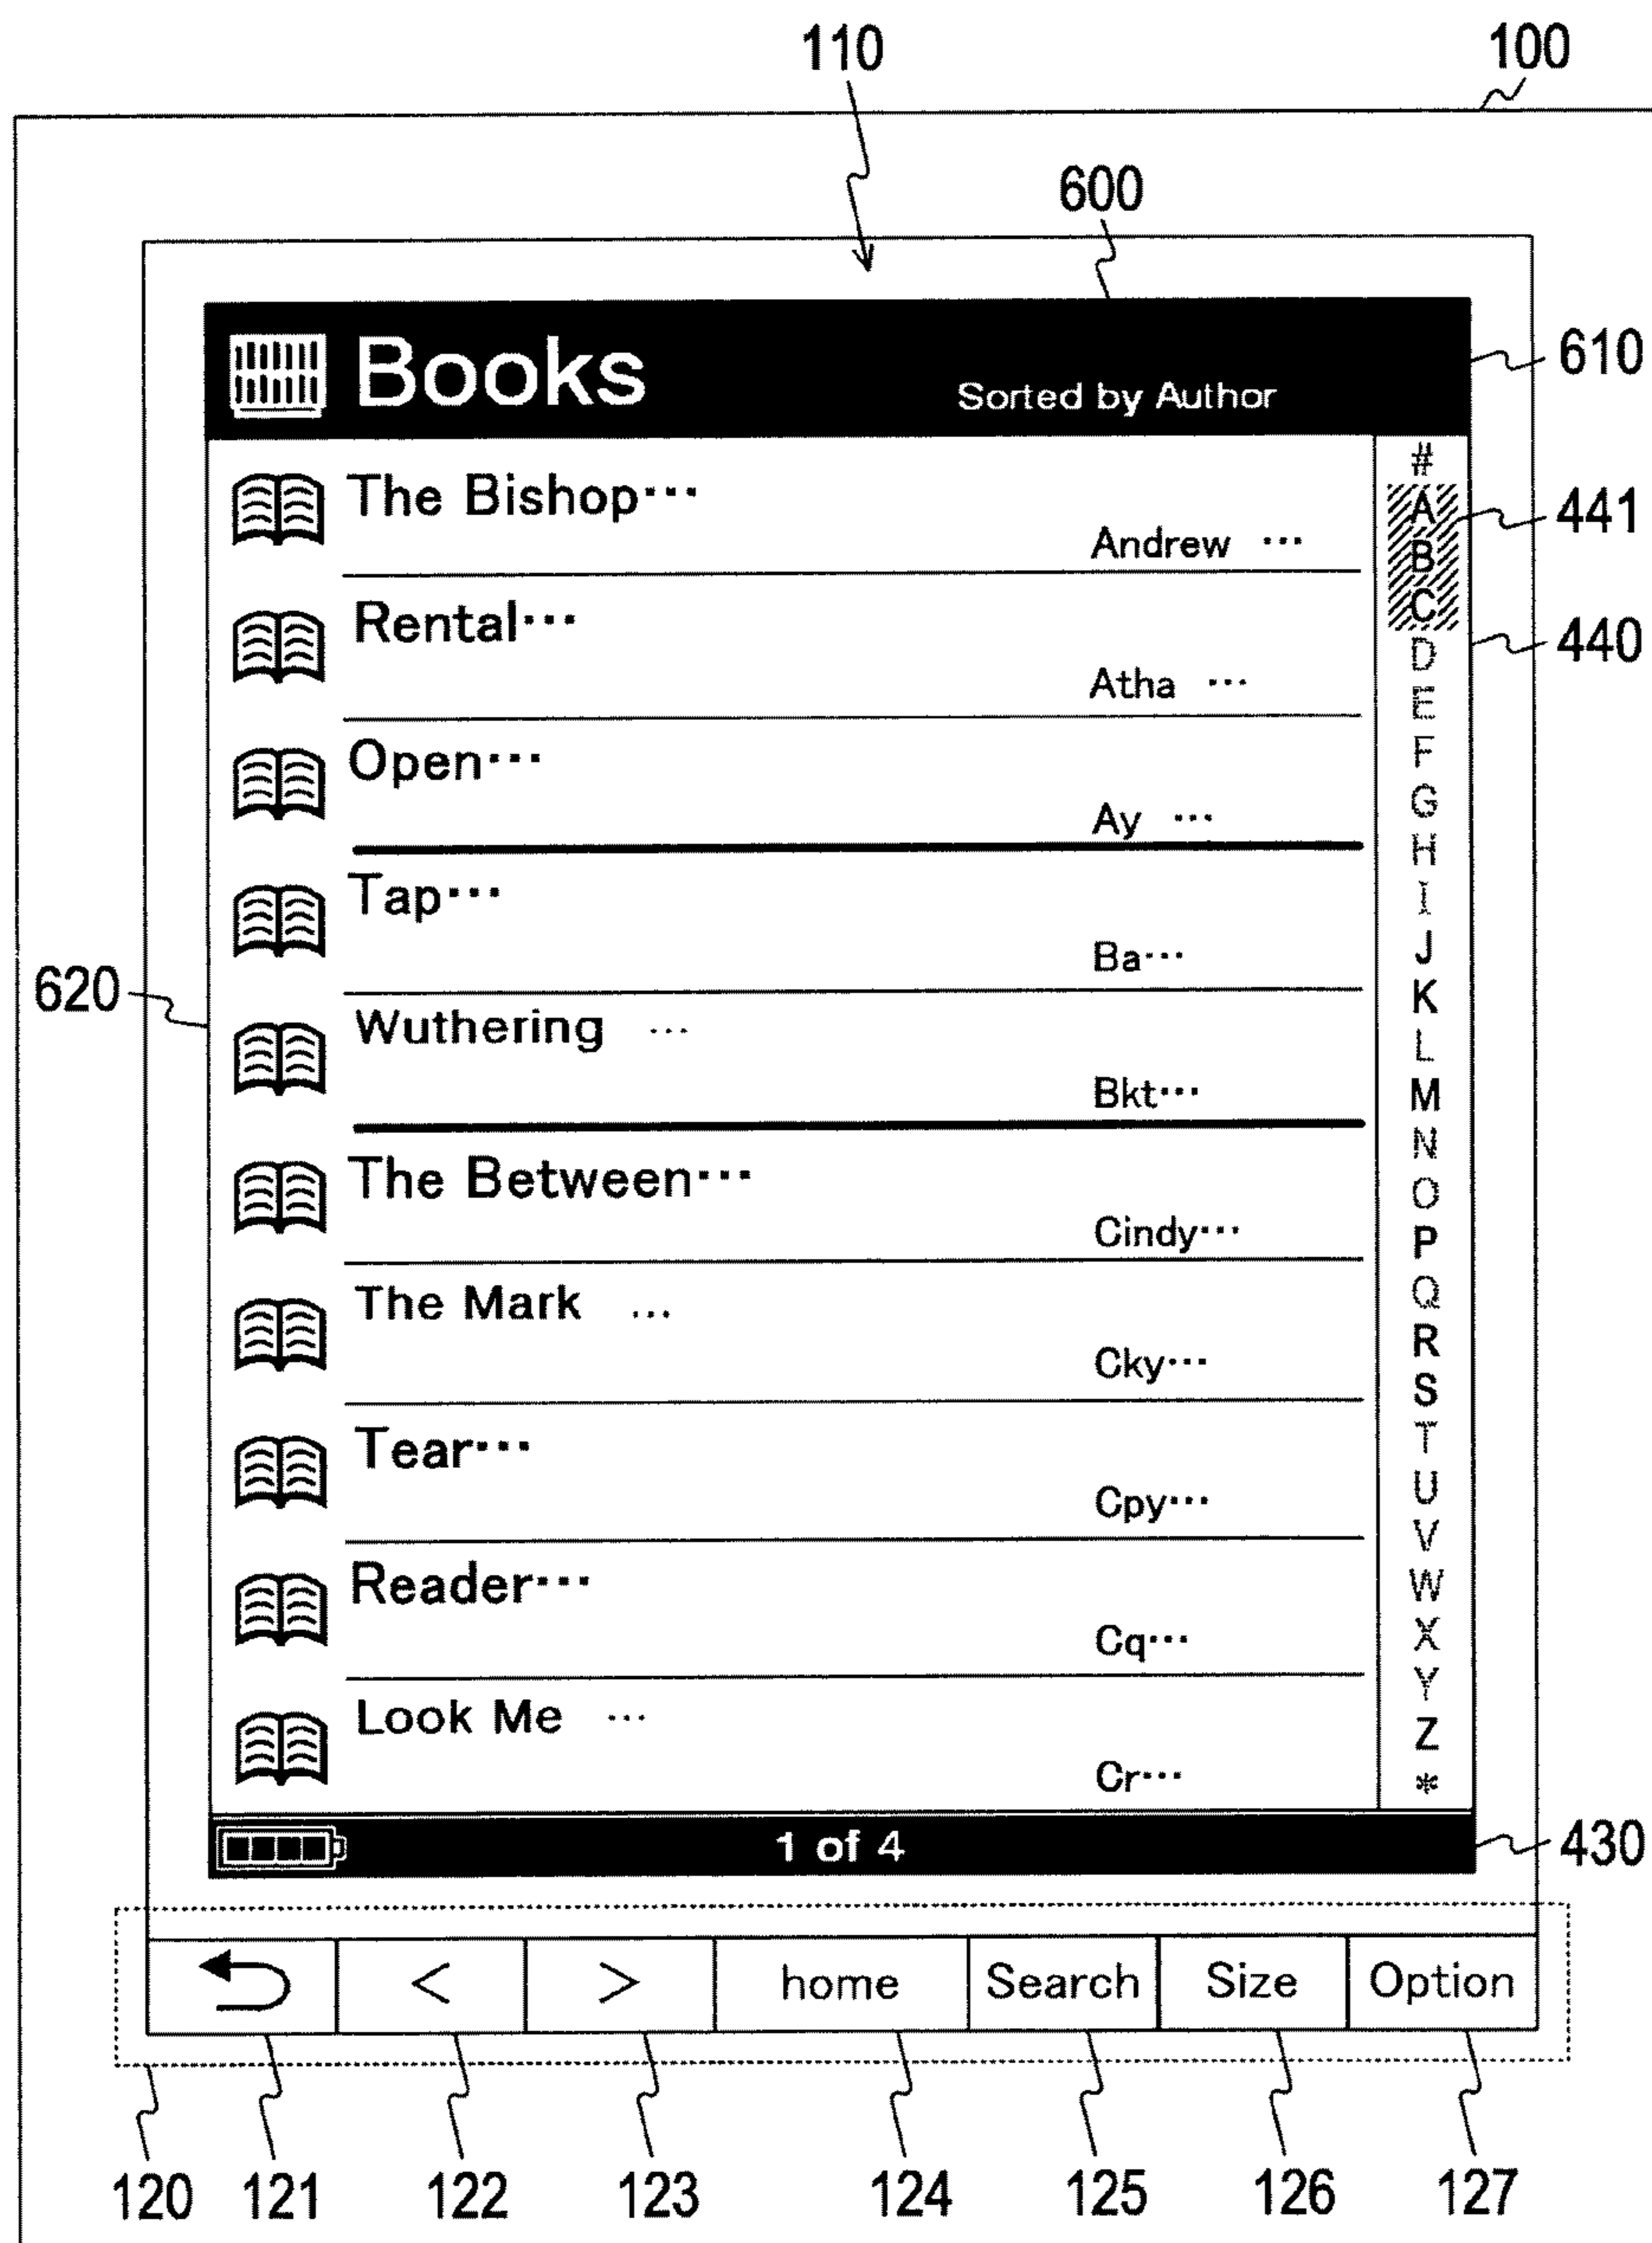 110
100
600
Books
Sorted by Author
610
The Bishop···
Andrew ···
Rental···
Atha ···
Open···
Ay ···
Tap···
Ba···
Wuthering ···
Bkt···
The Between···
Cindy···
The Mark ...
Cky···
Tear···
Cpy···
Reader···
Cq···
Look Me ···
Cr···
#
A
B
C
D
E
F
G
H
I
J
K
L
M
N
O
P
Q
R
S
T
U
V
W
X
Y
Z
*
441
440
620
1 of 4
430
< > home Search Size Option
120 121 122 123 124 125 126 127